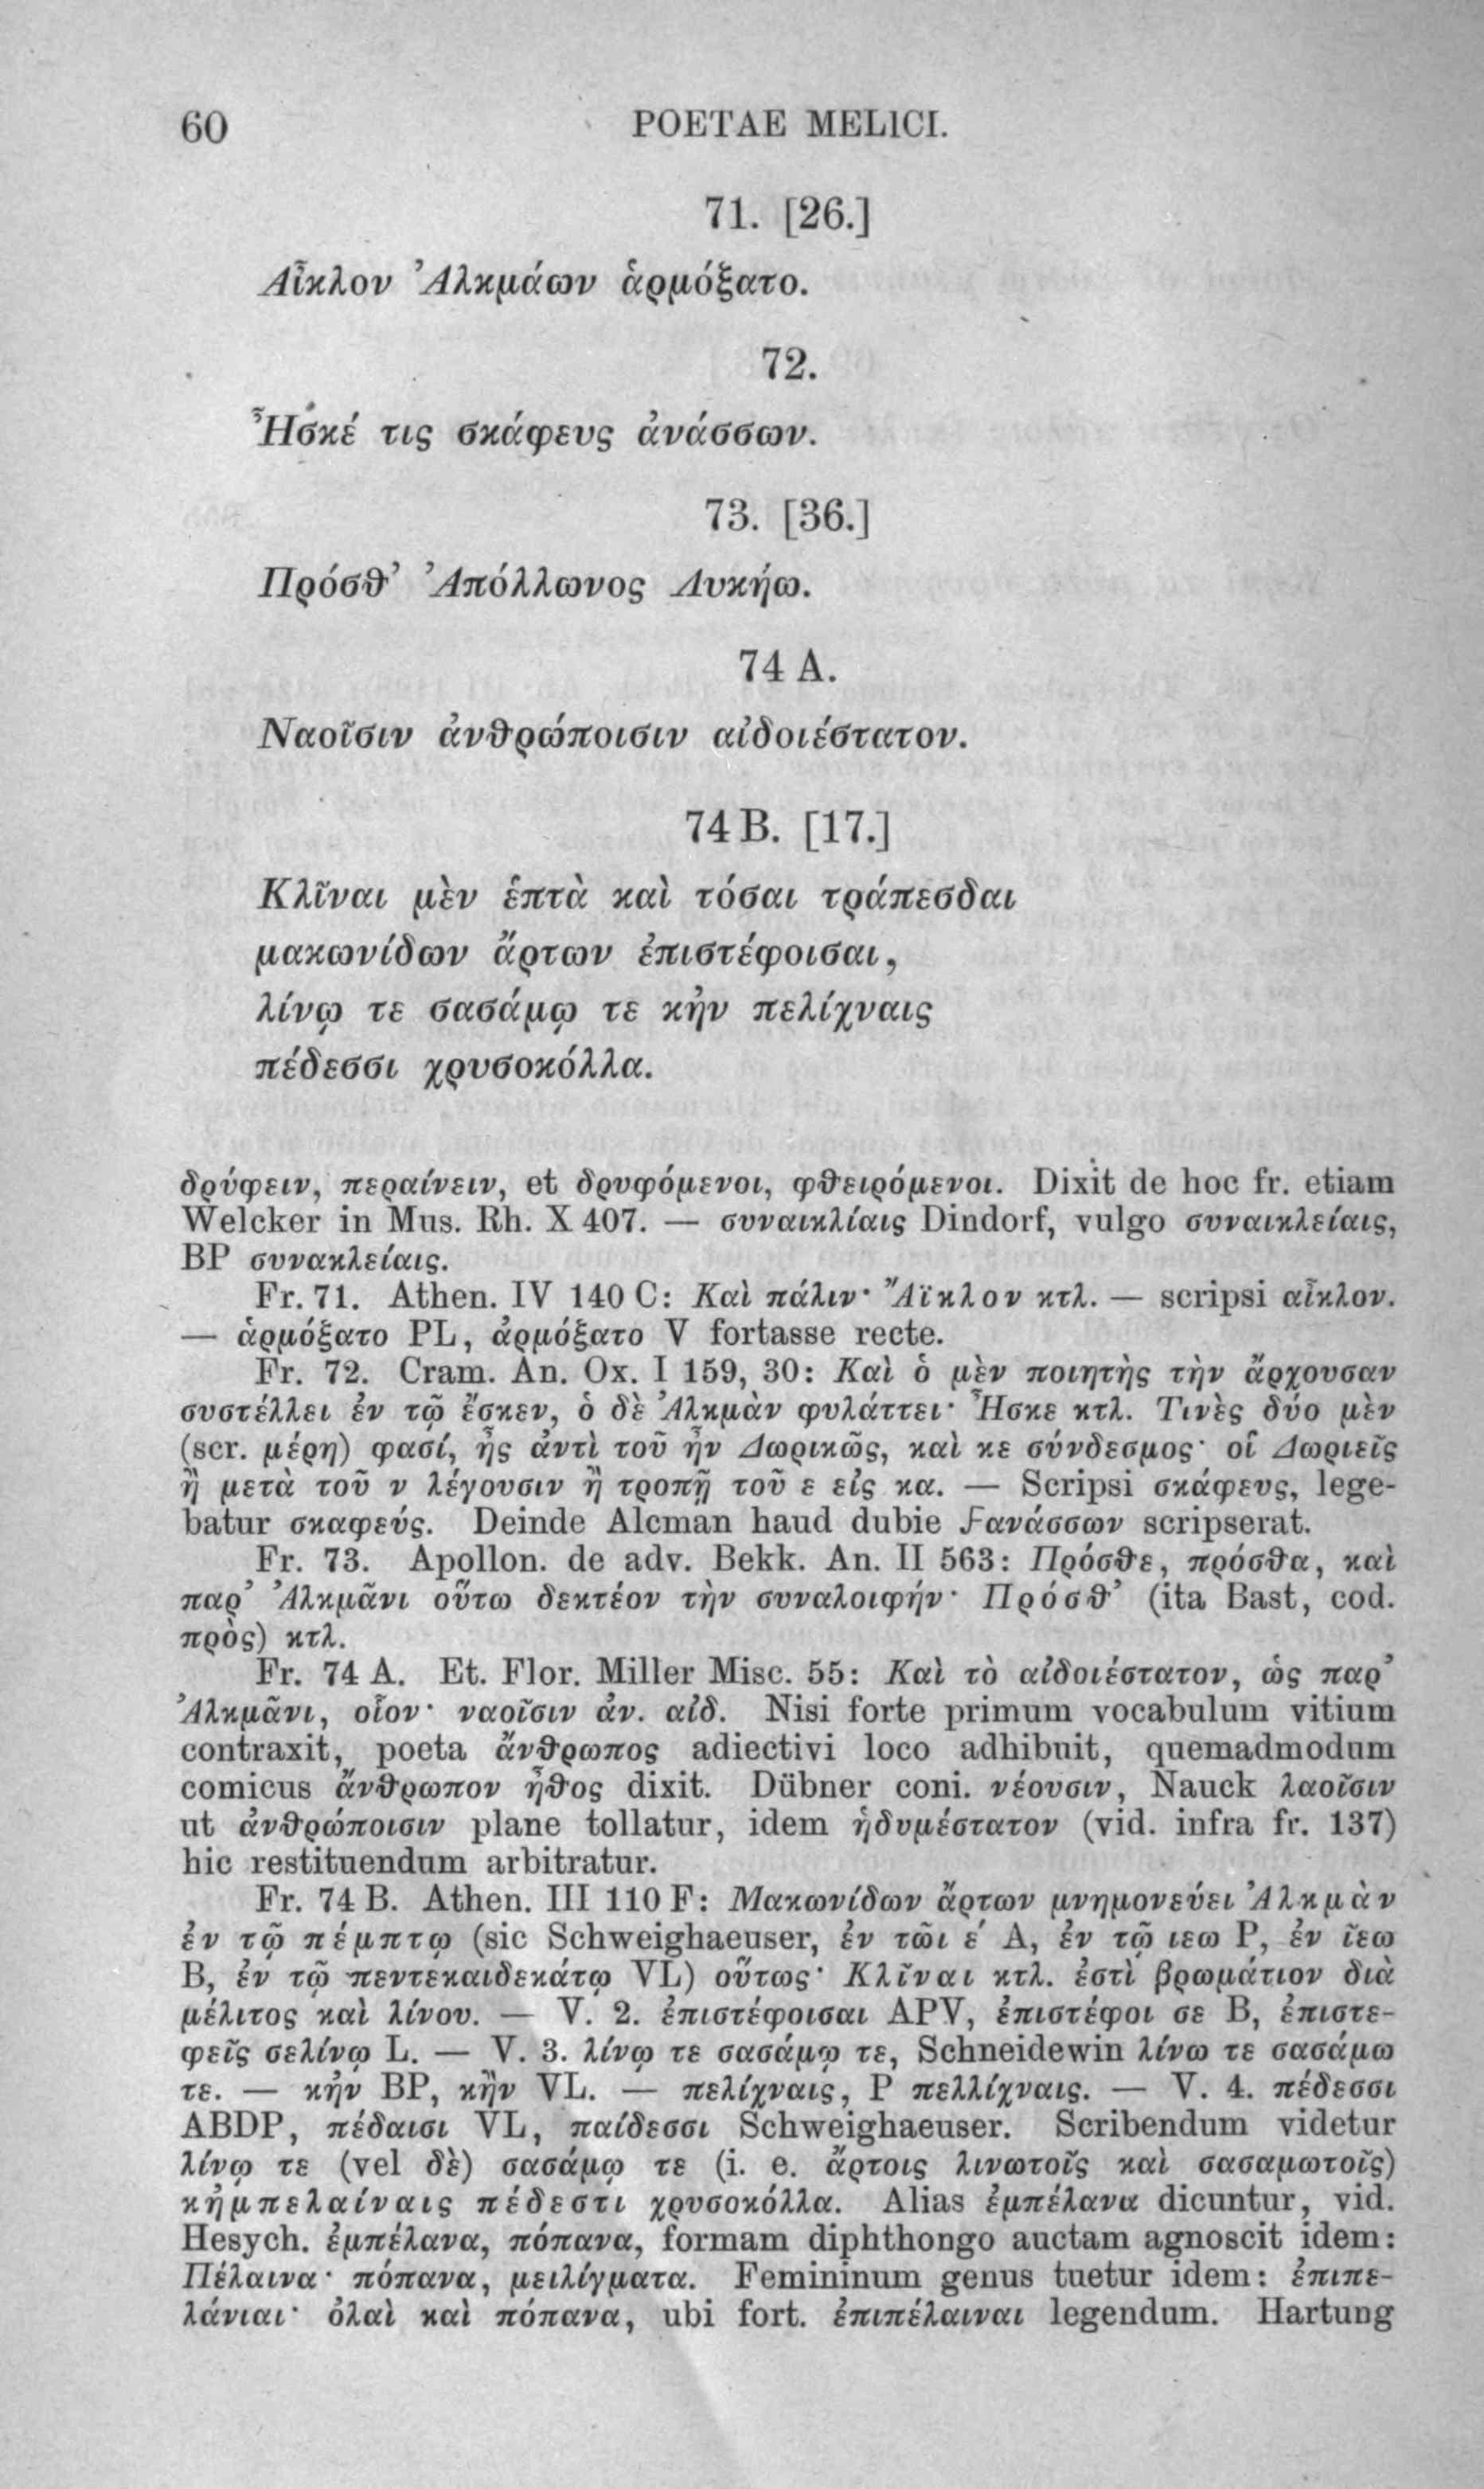 60
POETAE MELICI.
71. [26.]
Αἶκλον Ἀλκμάων ἁρμόξατο.
72.
Ἦσκέ τις σκάφευς ἀνάσσων.
73. [36.]
Πρόσθ’ Ἀπόλλωνος Λυκήω.
74 A.
Ναοῖσιν ἀνθρώποισιν αἰδοιέστατον.
74 B. [17.]
Κλῖναι μὲν ἑπτὰ καὶ τόσαι τράπεσδαι
μακωνίδων ἄρτων ἐπιστέφοισαι,
λίνῳ τε σασάμῳ τε κἠν πελίχναις
πέδεσσι χρυσοκόλλα.
δρύφειν, περαίνειν, et δρυφόμενοι, φθειρόμενοι. Dixit de hoc fr. etiam
Welcker in Mus. Rh. X 407. — συναικλίαις Dindorf, vulgo συναικλείαις,
BP συνακλείαις.
Fr. 71. Athen. IV 140 C: Καὶ πάλιν· Ἄϊκλον κτλ. — scripsi αἶκλον.
— ἁρμόξατο PL, ἀρμόξατο V fortasse recte.
Fr. 72. Cram. An. Ox. I 159, 30: Καὶ ὁ μὲν ποιητὴς τὴν ἄρχουσαν
συστέλλει ἐν τῷ ἔσκεν, ὁ δὲ Ἀλκμὰν φυλάττει· Ἦσκε κτλ. Τινὲς δύο μὲν
(scr. μέρη) φασί, ἦς ἀντὶ τοῦ ἦν Δωρικῶς, καὶ κε σύνδεσμος· οἱ Δωριεῖς
ἢ μετὰ τοῦ ν λέγουσιν ἢ τροπῇ τοῦ ε εἰς κα. — Scripsi σκάφευς, lege-
batur σκαφεύς. Deinde Alcman haud dubie ϝανάσσων scripserat.
Fr. 73. Apollon. de adv. Bekk. An. II 563: Πρόσθε, πρόσθα, καὶ
παρ’ Ἀλκμᾶνι οὕτω δεκτέον τὴν συναλοιφήν· Πρόσθ’ (ita Bast, cod.
πρὸς) κτλ.
Fr. 74 A. Et. Flor. Miller Misc. 55: Καὶ τὸ αἰδοιέστατον, ὡς παρ’
Ἀλκμᾶνι, οἷον· ναοῖσιν ἀν. αἰδ. Nisi forte primum vocabulum vitium
contraxit, poeta ἄνθρωπος adiectivi loco adhibuit, quemadmodum
comicus ἄνθρωπον ἦθος dixit. Dübner coni. νέουσιν, Nauck λαοῖσιν
ut ἀνθρώποισιν plane tollatur, idem ἡδυμέστατον (vid. infra fr. 137)
hic restituendum arbitratur.
Fr. 74 B. Athen. III 110 F: Μακωνίδων ἄρτων μνημονεύει Ἀλκμὰν
ἐν τῷ πέμπτῳ (sic Schweighaeuser, ἐν τῶι ε΄ A, ἐν τῷ ιεω P, ἐν ῖεω
B, ἐν τῷ πεντεκαιδεκάτῳ VL) οὕτως· Κλῖναι κτλ. ἐστὶ βρωμάτιον διὰ
μέλιτος καὶ λίνου. — V. 2. ἐπιστέφοισαι APV, ἐπιστέφοι σε B, ἐπιστε-
φεῖς σελίνῳ L. — V. 3. λίνῳ τε σασάμῳ τε, Schneidewin λίνω τε σασάμω
τε. — κἠν BP, κἢν VL. — πελίχναις, P πελλίχναις. — V. 4. πέδεσσι
ABDP, πέδαισι VL, παίδεσσι Schweighaeuser. Scribendum videtur
λίνῳ τε (vel δὲ) σασάμῳ τε (i. e. ἄρτοις λινωτοῖς καὶ σασαμωτοῖς)
κἠμπελαίναις πέδεστι χρυσοκόλλα. Alias ἐμπέλανα dicuntur, vid.
Hesych. ἐμπέλανα, πόπανα, formam diphthongo auctam agnoscit idem:
Πέλαινα· πόπανα, μειλίγματα. Femininum genus tuetur idem: ἐπιπε-
λάνιαι· ὀλαὶ καὶ πόπανα, ubi fort. ἐπιπέλαιναι legendum. Hartung